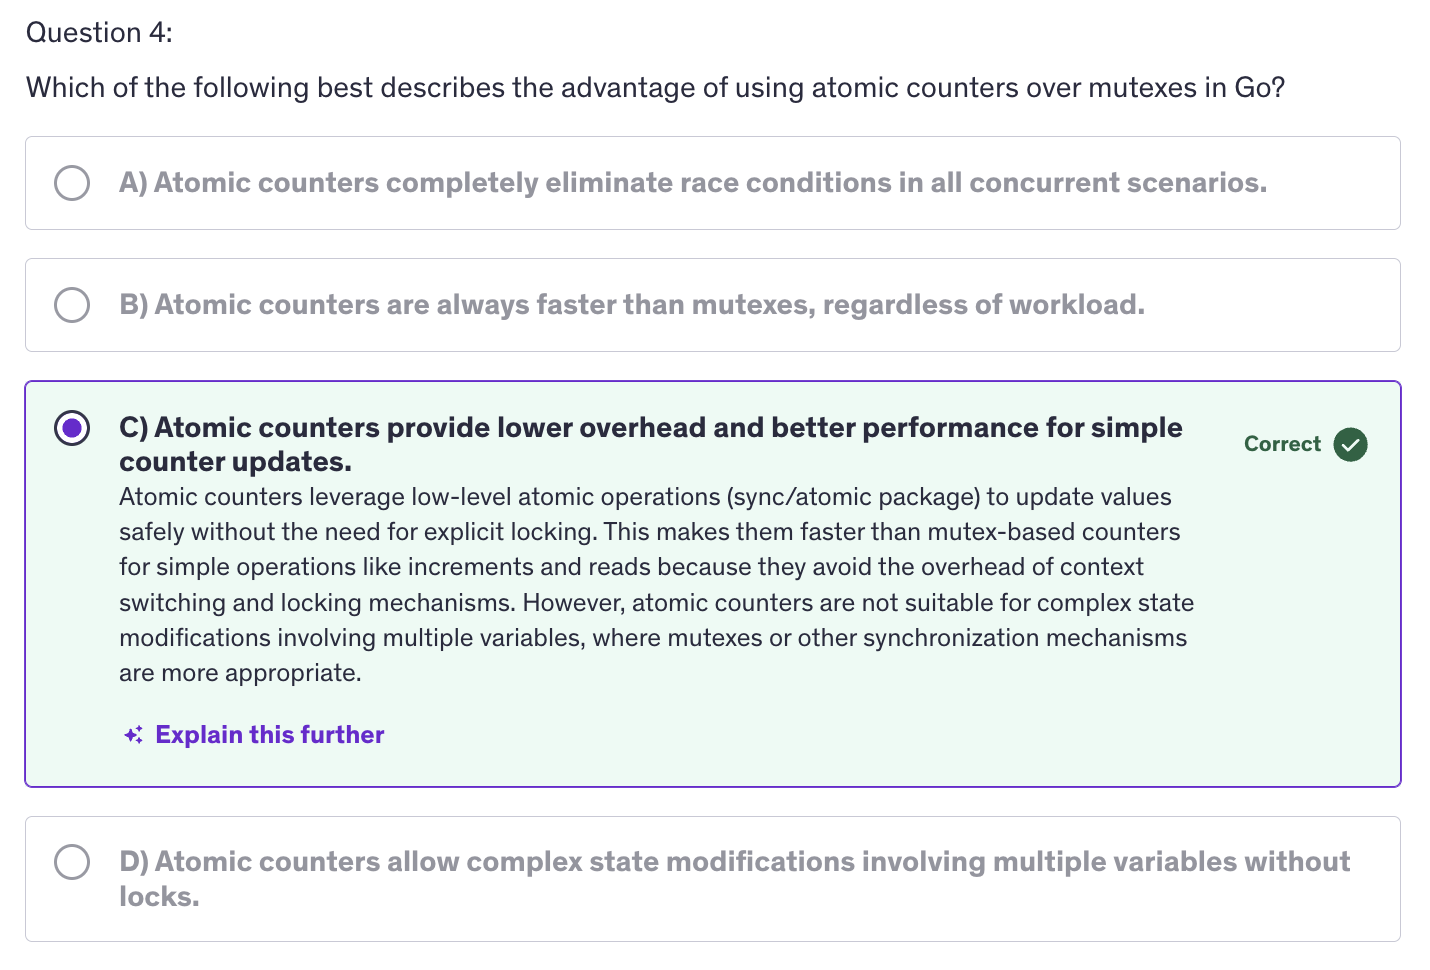 Question 4:
Which of the following best describes the advantage of using atomic counters over mutexes in Go?
A) Atomic counters completely eliminate race conditions in all concurrent scenarios.
B) Atomic counters are always faster than mutexes, regardless of workload.
C) Atomic counters provide lower overhead and better performance for simple
counter updates.
Correct
Atomic counters leverage low-level atomic operations (sync/atomic package) to update values
safely without the need for explicit locking. This makes them faster than mutex-based counters
for simple operations like increments and reads because they avoid the overhead of context
switching and locking mechanisms. However, atomic counters are not suitable for complex state
modifications involving multiple variables, where mutexes or other synchronization mechanisms
are more appropriate.
Explain this further
D) Atomic counters allow complex state modifications involving multiple variables without
locks.